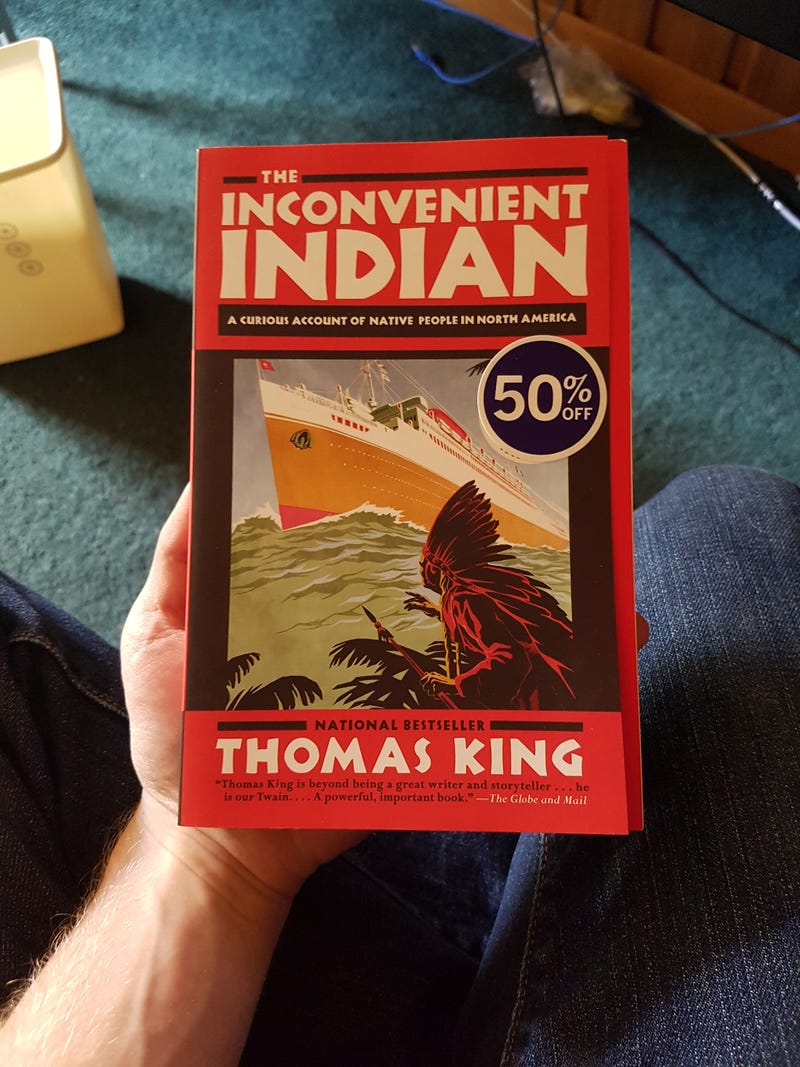 THE
INCONVENIENT
INDIAN
A CURIOUS ACCOUNT OF NATIVE PEOPLE IN NORTH AMERICA
50%
OFF
NATIONAL BESTSELLER
THOMAS KING
“Thomas King is beyond being a great writer and storyteller . . . he
is our Twain. . . . A powerful, important book.” —The Globe and Mail